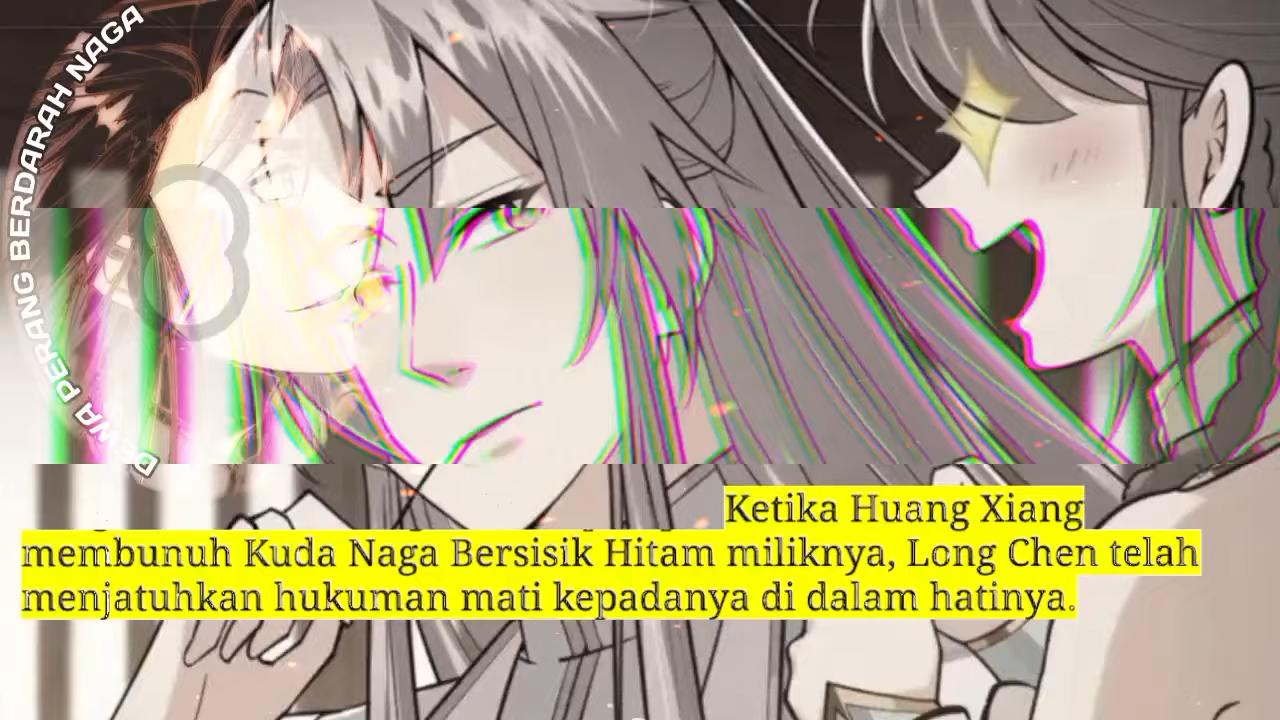 DEWA PERANG BERDARAH NAGA
Ketika Huang Xiang
membunuh Kuda Naga Bersisik Hitam miliknya, Long Chen telah
menjatuhkan hukuman mati kepadanya di dalam hatinya.